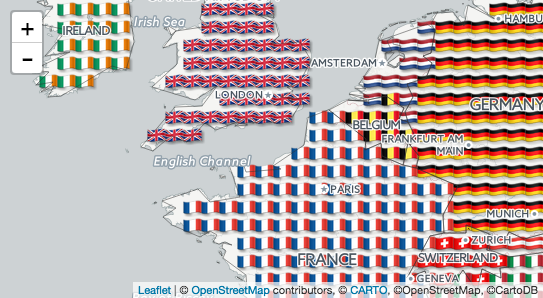 +
-
IRELAND
Irish Sea
HAMBU
AMSTERDAM
LONDON
GERMANY
BELGIUM
FRANKFURT AM
MAIN
English Channel
PARIS
MUNICH
ZURICH
FRANCE
SWITZERLAND
GENEVA
Leaflet | © OpenStreetMap contributors, © CARTO, ©OpenStreetMap, ©CartoDB